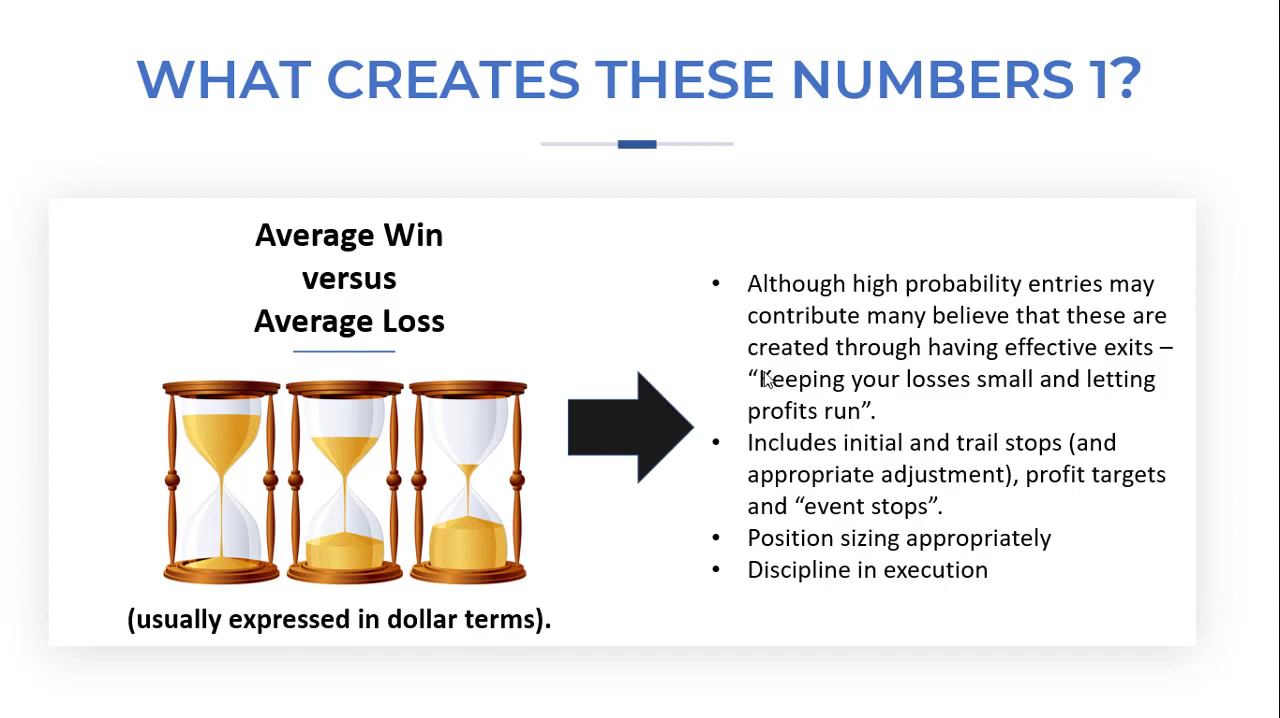 WHAT CREATES THESE NUMBERS 1?
Average Win
versus
Average Loss
(usually expressed in dollar terms).
• Although high probability entries may
contribute many believe that these are
created through having effective exits –
“Keeping your losses small and letting
profits run”.
• Includes initial and trail stops (and
appropriate adjustment), profit targets
and “event stops”.
• Position sizing appropriately
• Discipline in execution